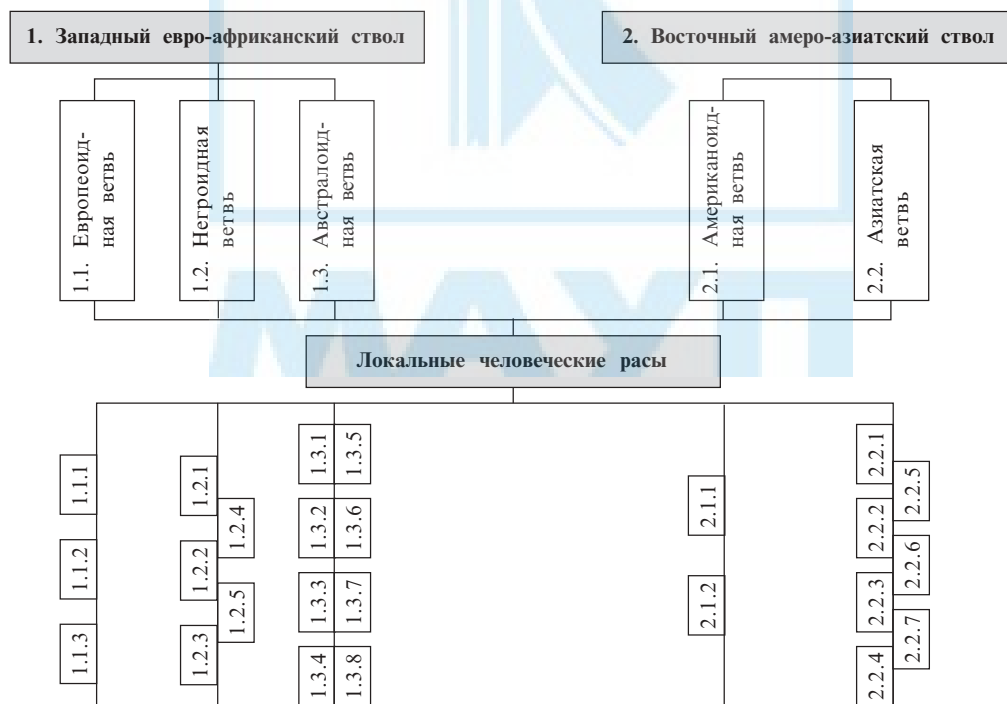 1. Западный евро-африканский ствол
2. Восточный амеро-азиатский ствол
1.1. Европеоид-
ная ветвь
1.2. Негроидная
ветвь
1.3. Австралоид-
ная ветвь
2.1. Американоид-
ная ветвь
2.2. Азиатская
ветвь
МАУП
Локальные человеческие расы
1.1.1
1.1.2
1.1.3
1.2.1
1.2.2
1.2.3
1.2.4
1.2.5
1.3.1
1.3.2
1.3.3
1.3.4
1.3.5
1.3.6
1.3.7
1.3.8
2.1.1
2.1.2
2.2.1
2.2.2
2.2.3
2.2.4
2.2.5
2.2.6
2.2.7